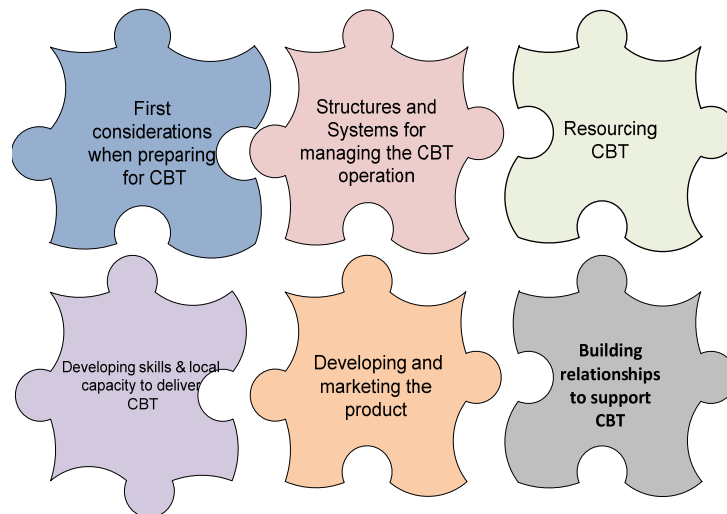 First
considerations
when preparing
for CBT
Structures and
Systems for
managing the CBT
operation
Resourcing
CBT
Developing skills & local
capacity to deliver
CBT
Developing and
marketing the
product
Building
relationships
to support
CBT